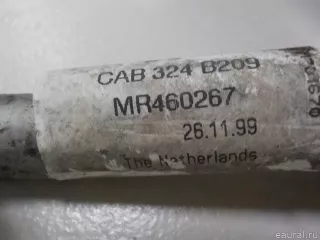 CAB 324 B209
MR460267
26.11.99
The Netherlands
eaural.ru